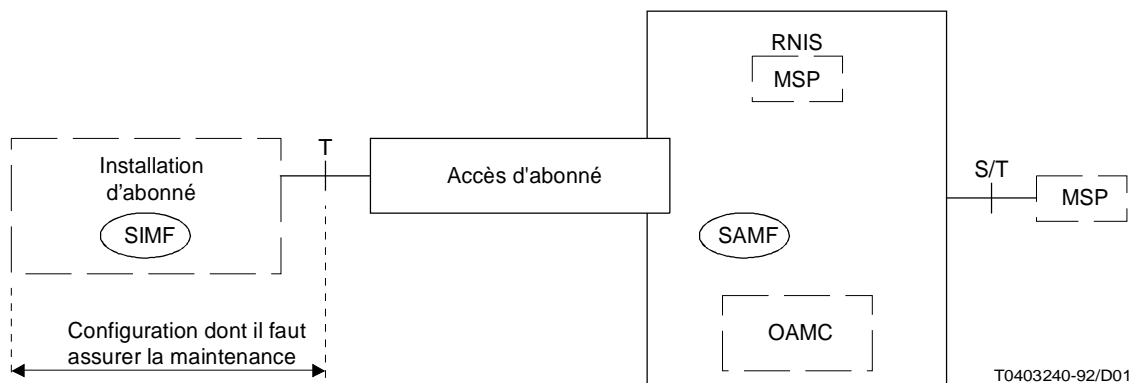 RNIS
MSP
T
Installation
d'abonné
Accès d'abonné
S/T
MSP
SIMF
SAMF
Configuration dont il faut
assurer la maintenance
OAMC
T0403240-92/D01